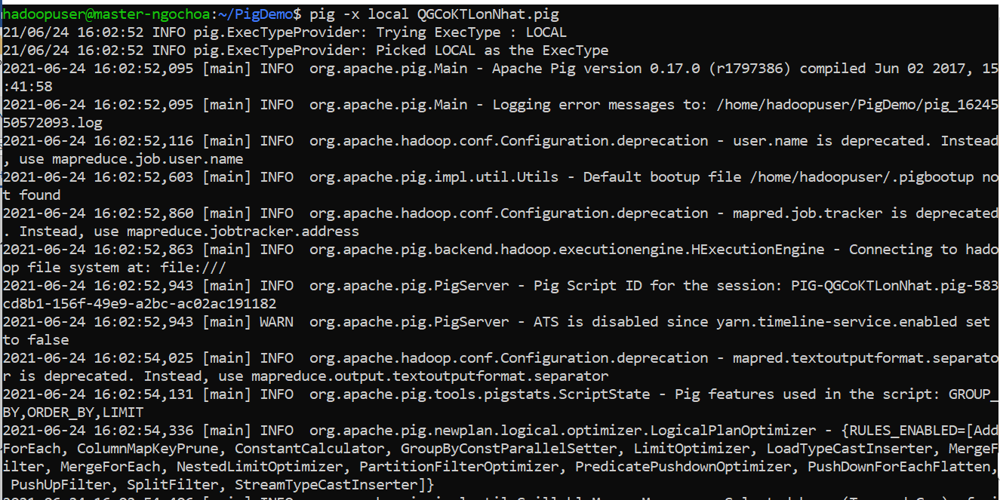 hadoopuser@master-ngochoa:~/PigDemo$ pig -x local QGCoKTLonNhat.pig
21/06/24 16:02:52 INFO pig.ExecTypeProvider: Trying ExecType : LOCAL
21/06/24 16:02:52 INFO pig.ExecTypeProvider: Picked LOCAL as the ExecType
2021-06-24 16:02:52,095 [main] INFO  org.apache.pig.Main - Apache Pig version 0.17.0 (r1797386) compiled Jun 02 2017, 15
:41:58
2021-06-24 16:02:52,095 [main] INFO  org.apache.pig.Main - Logging error messages to: /home/hadoopuser/PigDemo/pig_16245
50572093.log
2021-06-24 16:02:52,116 [main] INFO  org.apache.hadoop.conf.Configuration.deprecation - user.name is deprecated. Instead
, use mapreduce.job.user.name
2021-06-24 16:02:52,603 [main] INFO  org.apache.pig.impl.util.Utils - Default bootup file /home/hadoopuser/.pigbootup no
t found
2021-06-24 16:02:52,860 [main] INFO  org.apache.hadoop.conf.Configuration.deprecation - mapred.job.tracker is deprecated
. Instead, use mapreduce.jobtracker.address
2021-06-24 16:02:52,863 [main] INFO  org.apache.pig.backend.hadoop.executionengine.HExecutionEngine - Connecting to hado
op file system at: file:///
2021-06-24 16:02:52,943 [main] INFO  org.apache.pig.PigServer - Pig Script ID for the session: PIG-QGCoKTLonNhat.pig-583
cd8b1-156f-49e9-a2bc-ac02ac191182
2021-06-24 16:02:52,943 [main] WARN  org.apache.pig.PigServer - ATS is disabled since yarn.timeline-service.enabled set
to false
2021-06-24 16:02:54,025 [main] INFO  org.apache.hadoop.conf.Configuration.deprecation - mapred.textoutputformat.separato
r is deprecated. Instead, use mapreduce.output.textoutputformat.separator
2021-06-24 16:02:54,131 [main] INFO  org.apache.pig.tools.pigstats.ScriptState - Pig features used in the script: GROUP_
BY,ORDER_BY,LIMIT
2021-06-24 16:02:54,336 [main] INFO  org.apache.pig.newplan.logical.optimizer.LogicalPlanOptimizer - {RULES_ENABLED=[Add
ForEach, ColumnMapKeyPrune, ConstantCalculator, GroupByConstParallelSetter, LimitOptimizer, LoadTypeCastInserter, MergeF
ilter, MergeForEach, NestedLimitOptimizer, PartitionFilterOptimizer, PredicatePushdownOptimizer, PushDownForEachFlatten,
 PushUpFilter, SplitFilter, StreamTypeCastInserter]}